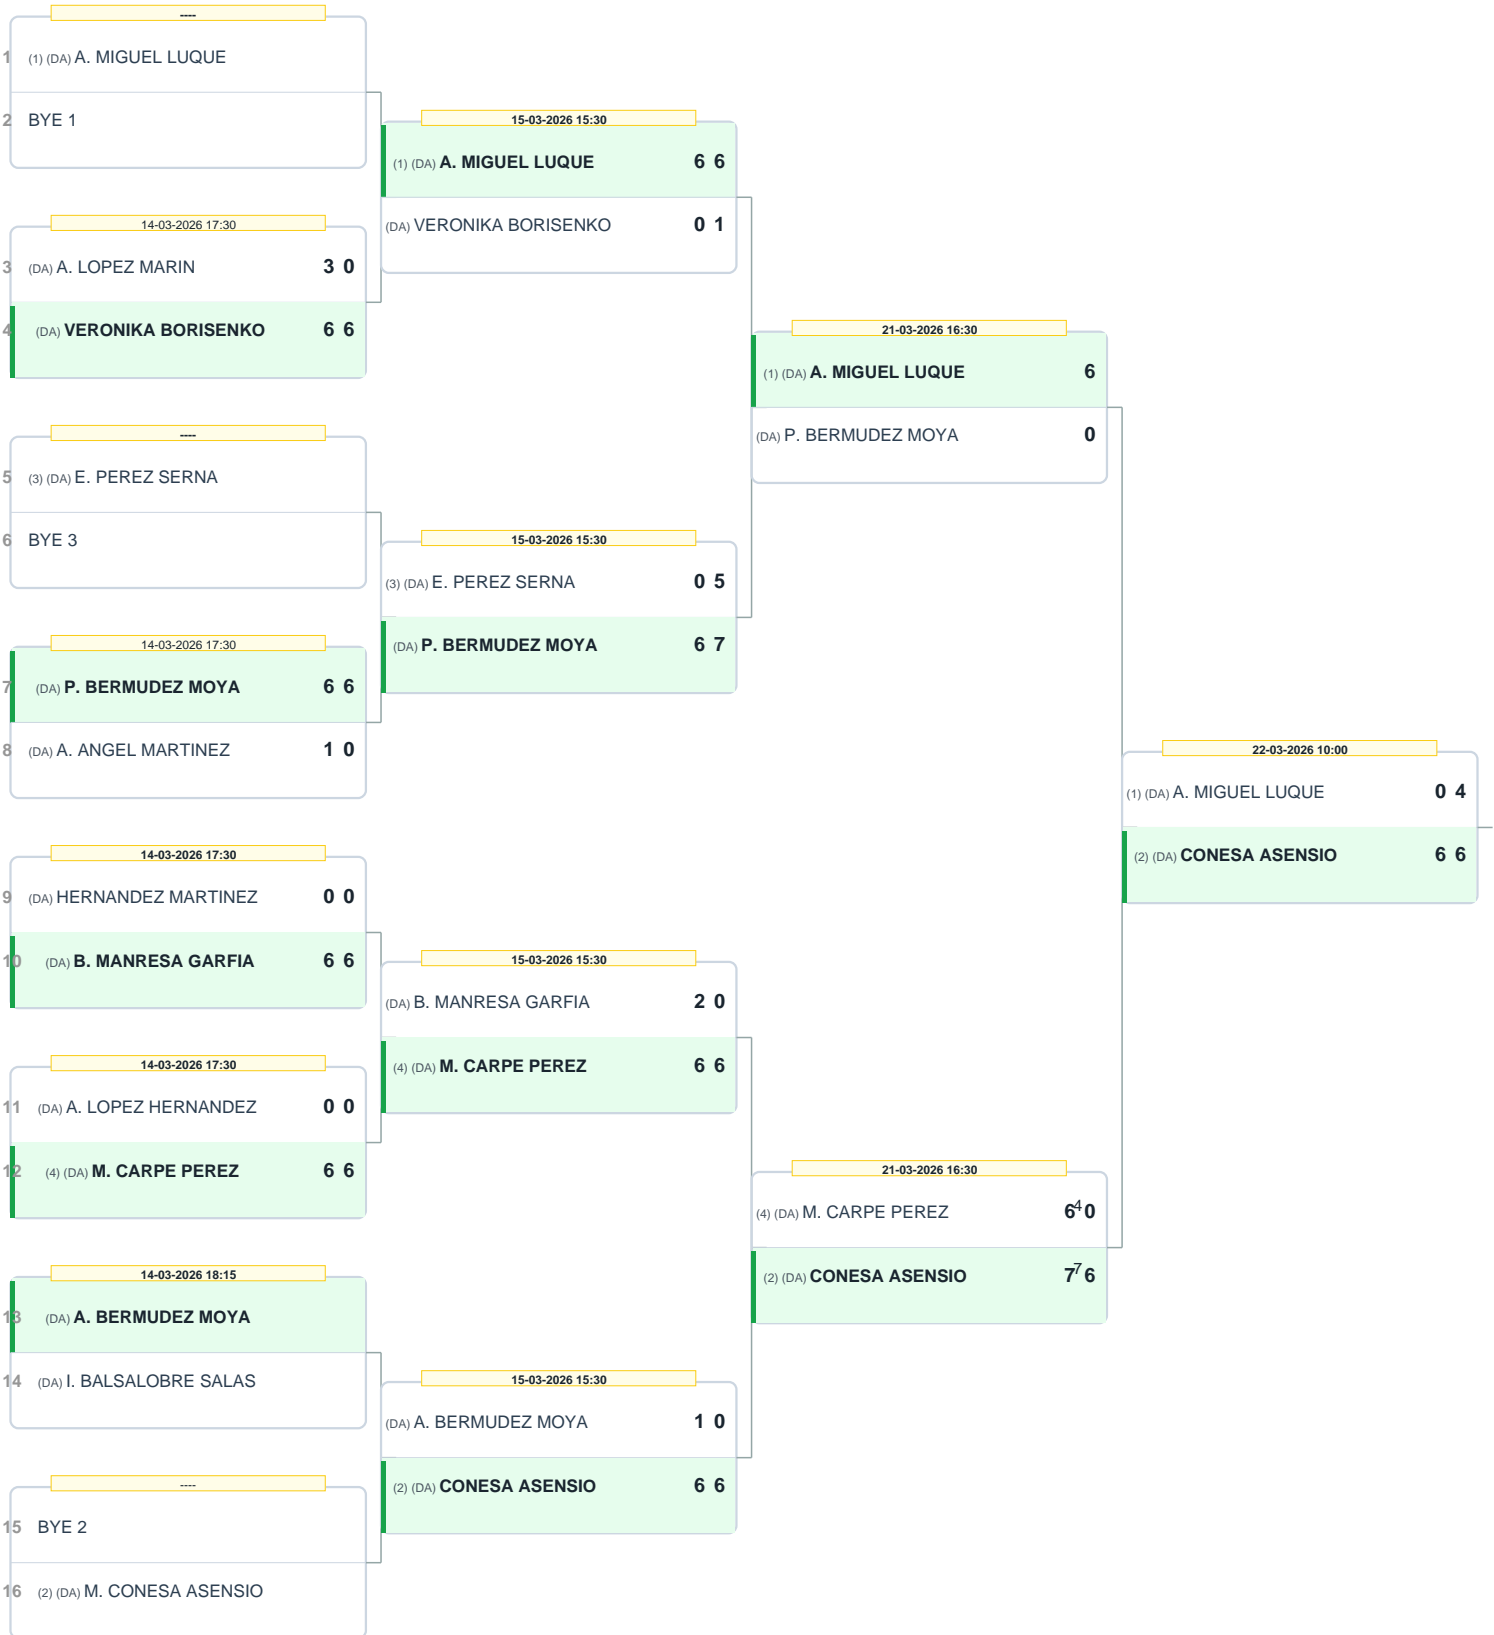 ----
1 (1) (DA) A. MIGUEL LUQUE
2 BYE 1
14-03-2026 17:30
3 (DA) A. LOPEZ MARIN 3 0
4 (DA) VERONIKA BORISENKO 6 6
----
5 (3) (DA) E. PEREZ SERNA
6 BYE 3
14-03-2026 17:30
7 (DA) P. BERMUDEZ MOYA 6 6
8 (DA) A. ANGEL MARTINEZ 1 0
14-03-2026 17:30
9 (DA) HERNANDEZ MARTINEZ 0 0
10 (DA) B. MANRESA GARFIA 6 6
14-03-2026 17:30
11 (DA) A. LOPEZ HERNANDEZ 0 0
12 (4) (DA) M. CARPE PEREZ 6 6
14-03-2026 18:15
13 (DA) A. BERMUDEZ MOYA
14 (DA) I. BALSALOBRE SALAS
----
15 BYE 2
16 (2) (DA) M. CONESA ASENSIO
15-03-2026 15:30
(1) (DA) A. MIGUEL LUQUE 6 6
(DA) VERONIKA BORISENKO 0 1
15-03-2026 15:30
(3) (DA) E. PEREZ SERNA 0 5
(DA) P. BERMUDEZ MOYA 6 7
15-03-2026 15:30
(DA) B. MANRESA GARFIA 2 0
(4) (DA) M. CARPE PEREZ 6 6
15-03-2026 15:30
(DA) A. BERMUDEZ MOYA 1 0
(2) (DA) CONESA ASENSIO 6 6
21-03-2026 16:30
(1) (DA) A. MIGUEL LUQUE 6
(DA) P. BERMUDEZ MOYA 0
21-03-2026 16:30
(4) (DA) M. CARPE PEREZ 6 4 0
(2) (DA) CONESA ASENSIO 7 7 6
22-03-2026 10:00
(1) (DA) A. MIGUEL LUQUE 0 4
(2) (DA) CONESA ASENSIO 6 6